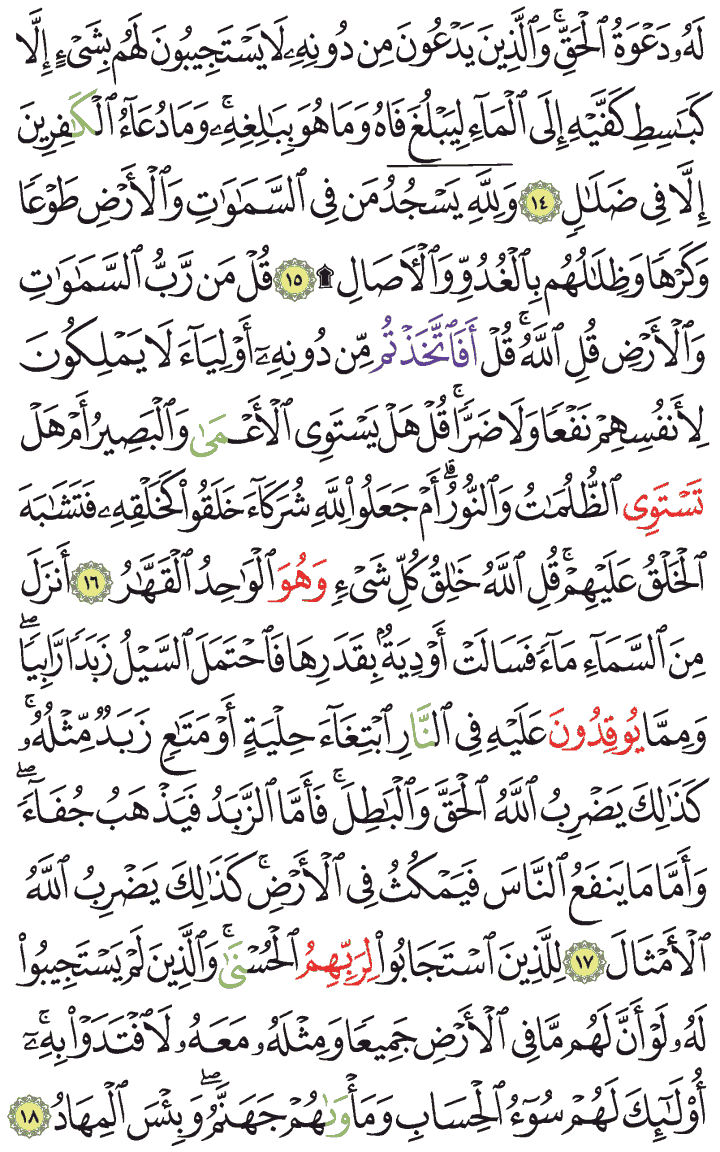 لَهُۥ دَعْوَةُ ٱلْحَقِّۚ وَٱلَّذِينَ يَدْعُونَ مِن دُونِهِۦ لَا يَسْتَجِيبُونَ لَهُم بِشَىْءٍ إِلَّا
كَبَٰسِطِ كَفَّيْهِ إِلَى ٱلْمَآءِ لِيَبْلُغَ فَاهُ وَمَا هُوَ بِبَٰلِغِهِۦۚ وَمَا دُعَآءُ ٱلْكَٰفِرِينَ
إِلَّا فِى ضَلَٰلٍ ١٤ وَلِلَّهِ يَسْجُدُ مَن فِى ٱلسَّمَٰوَٰتِ وَٱلْأَرْضِ طَوْعًا
وَكَرْهًا وَظِلَٰلُهُم بِٱلْغُدُوِّ وَٱلْءَاصَالِ ۩ ١٥ قُلْ مَن رَّبُّ ٱلسَّمَٰوَٰتِ
وَٱلْأَرْضِ قُلِ ٱللَّهُۚ قُلْ أَفَٱتَّخَذتُّم مِّن دُونِهِۦٓ أَوْلِيَآءَ لَا يَمْلِكُونَ
لِأَنفُسِهِمْ نَفْعًا وَلَا ضَرًّاۚ قُلْ هَلْ يَسْتَوِى ٱلْأَعْمَىٰ وَٱلْبَصِيرُ أَمْ هَلْ
تَسْتَوِى ٱلظُّلُمَٰتُ وَٱلنُّورُۗ أَمْ جَعَلُوا۟ لِلَّهِ شُرَكَآءَ خَلَقُوا۟ كَخَلْقِهِۦ فَتَشَٰبَهَ
ٱلْخَلْقُ عَلَيْهِمْۚ قُلِ ٱللَّهُ خَٰلِقُ كُلِّ شَىْءٍ وَهُوَ ٱلْوَٰحِدُ ٱلْقَهَّٰرُ ١٦ أَنزَلَ
مِنَ ٱلسَّمَآءِ مَآءً فَسَالَتْ أَوْدِيَةٌۢ بِقَدَرِهَا فَٱحْتَمَلَ ٱلسَّيْلُ زَبَدًا رَّابِيًاۖ
وَمِمَّا يُوقِدُونَ عَلَيْهِ فِى ٱلنَّارِ ٱبْتِغَآءَ حِلْيَةٍ أَوْ مَتَٰعٍ زَبَدٌ مِّثْلُهُۥۚ
كَذَٰلِكَ يَضْرِبُ ٱللَّهُ ٱلْحَقَّ وَٱلْبَٰطِلَۚ فَأَمَّا ٱلزَّبَدُ فَيَذْهَبُ جُفَآءًۖ
وَأَمَّا مَا يَنفَعُ ٱلنَّاسَ فَيَمْكُثُ فِى ٱلْأَرْضِۚ كَذَٰلِكَ يَضْرِبُ ٱللَّهُ
ٱلْأَمْثَالَ ١٧ لِلَّذِينَ ٱسْتَجَابُوا۟ لِرَبِّهِمُ ٱلْحُسْنَىٰۚ وَٱلَّذِينَ لَمْ يَسْتَجِيبُوا۟
لَهُۥ لَوْ أَنَّ لَهُم مَّا فِى ٱلْأَرْضِ جَمِيعًا وَمِثْلَهُۥ مَعَهُۥ لَٱفْتَدَوْا۟ بِهِۦٓۚ
أُو۟لَٰٓئِكَ لَهُمْ سُوٓءُ ٱلْحِسَابِ وَمَأْوَىٰهُمْ جَهَنَّمُۖ وَبِئْسَ ٱلْمِهَادُ ١٨